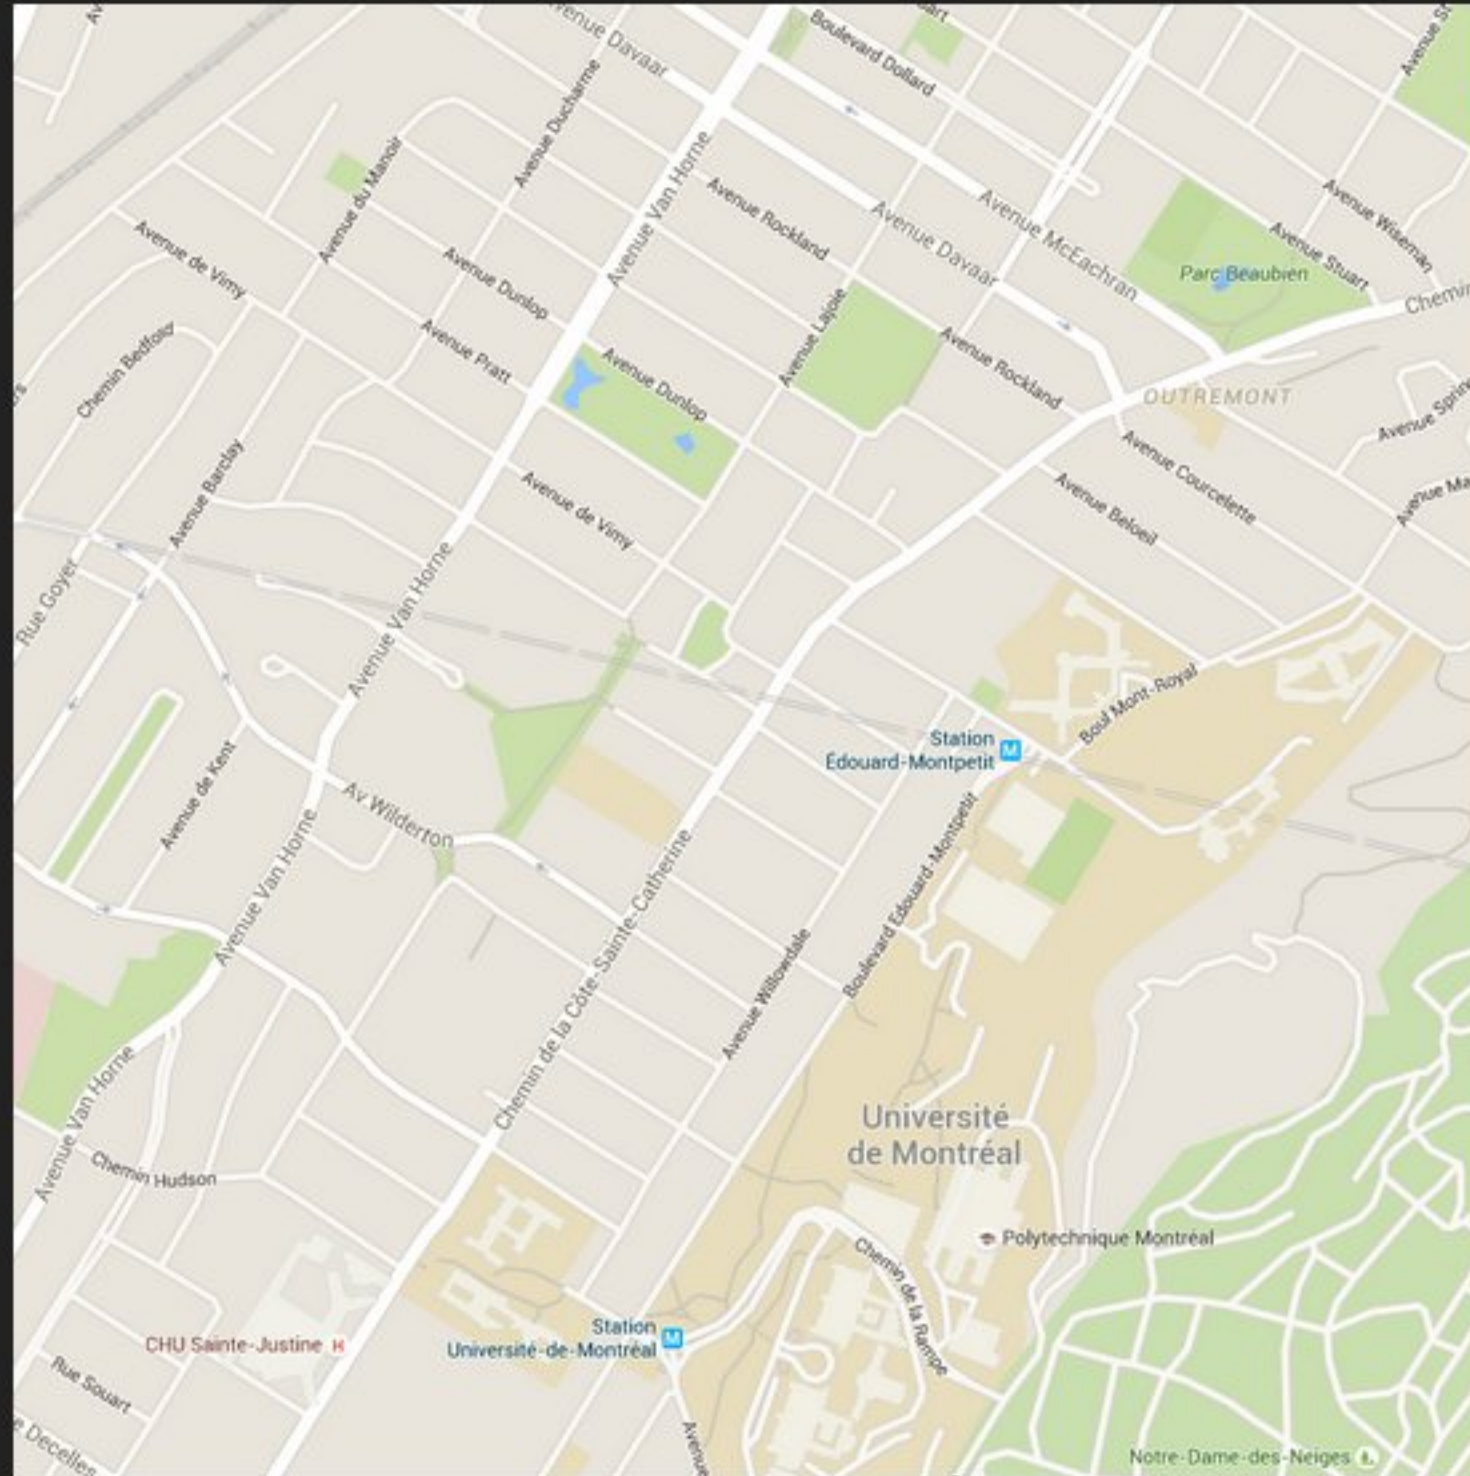 Avenue Davaar
Boulevard Dollard
Avenue Ducharme
Avenue du Manoir
Avenue Van Horne
Avenue Rockland
Avenue Davaar
Avenue McEachran
Avenue Wiseman
Avenue Stuart
Parc Beaubien
Avenue de Vimy
Avenue Dunlop
Avenue Lajoie
Chemin Bedford
Avenue Pratt
Avenue Dunlop
Avenue Rockland
OUTREMONT
Avenue Barclay
Avenue de Vimy
Avenue Courcelette
Avenue Beloeil
Rue Goyer
Avenue Van Horne
Boul Mont-Royal
Station
Édouard-Montpetit
Avenue de Kent
Av Wilderton
Avenue Van Horne
Boulevard Edouard-Montpetit
Chemin de la Côte-Sainte-Catherine
Avenue Willowdale
Avenue Van Horne
Université
de Montréal
Chemin Hudson
Polytechnique Montréal
Chemin de la Rampe
Station
Université-de-Montréal
CHU Sainte-Justine H
Rue Souart
Decelles
Avenue
Notre-Dame-des-Neiges